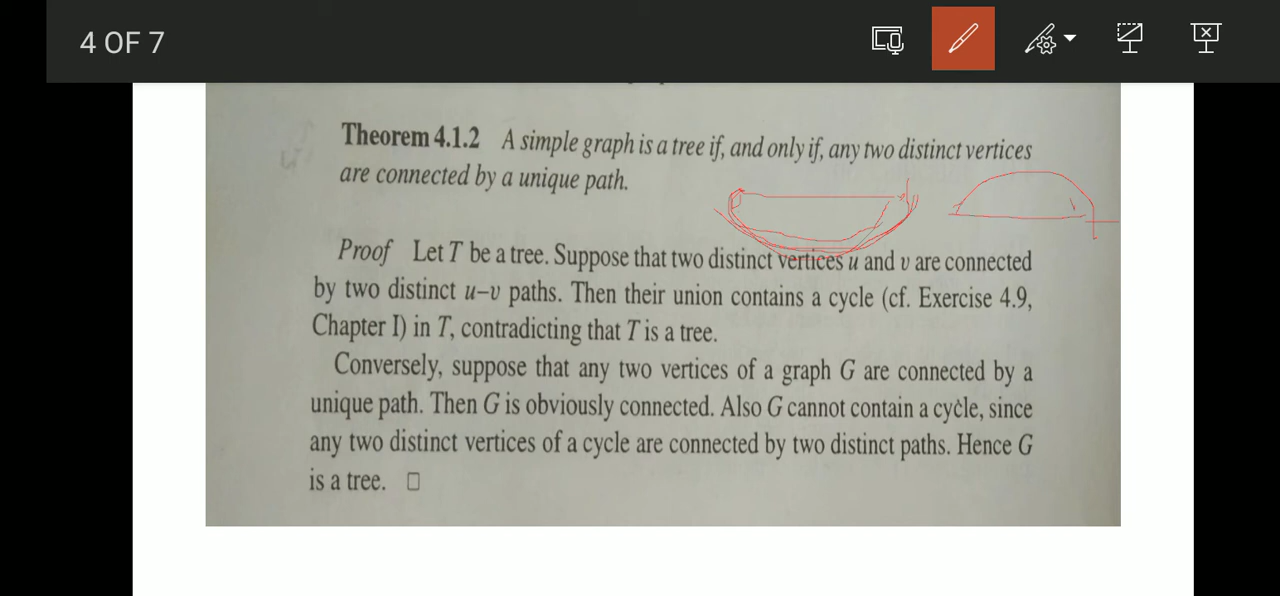 4 OF 7
Theorem 4.1.2 A simple graph is a tree if, and only if, any two distinct vertices
are connected by a unique path.
Proof Let T be a tree. Suppose that two distinct vertices u and v are connected
by two distinct u–v paths. Then their union contains a cycle (cf. Exercise 4.9,
Chapter I) in T, contradicting that T is a tree.
Conversely, suppose that any two vertices of a graph G are connected by a
unique path. Then G is obviously connected. Also G cannot contain a cycle, since
any two distinct vertices of a cycle are connected by two distinct paths. Hence G
is a tree. □